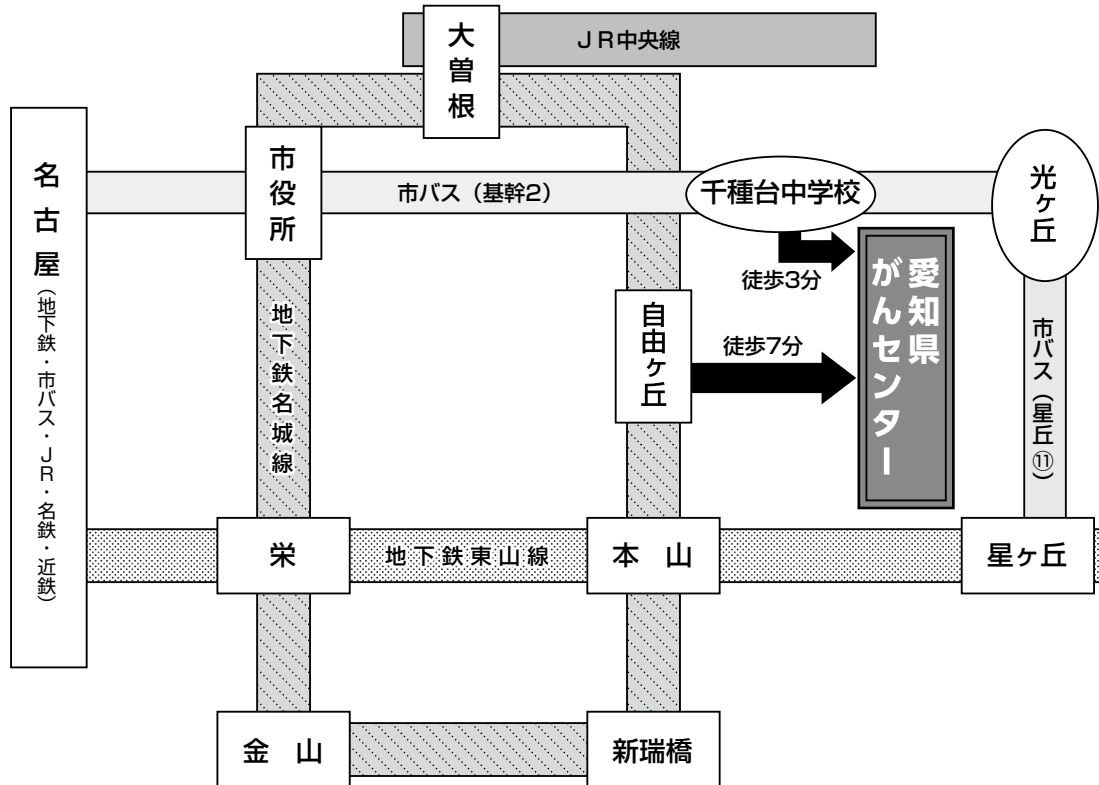 JR中央線
大曽根
名古屋
(地下鉄・市バス・JR・名鉄・近鉄)
市役所
市バス（基幹2）
千種台中学校
光ヶ丘
徒歩3分
愛知県
がんセンター
地下鉄名城線
自由ヶ丘
徒歩7分
市バス（星丘⑪）
栄
地下鉄東山線
本山
星ヶ丘
金山
新瑞橋